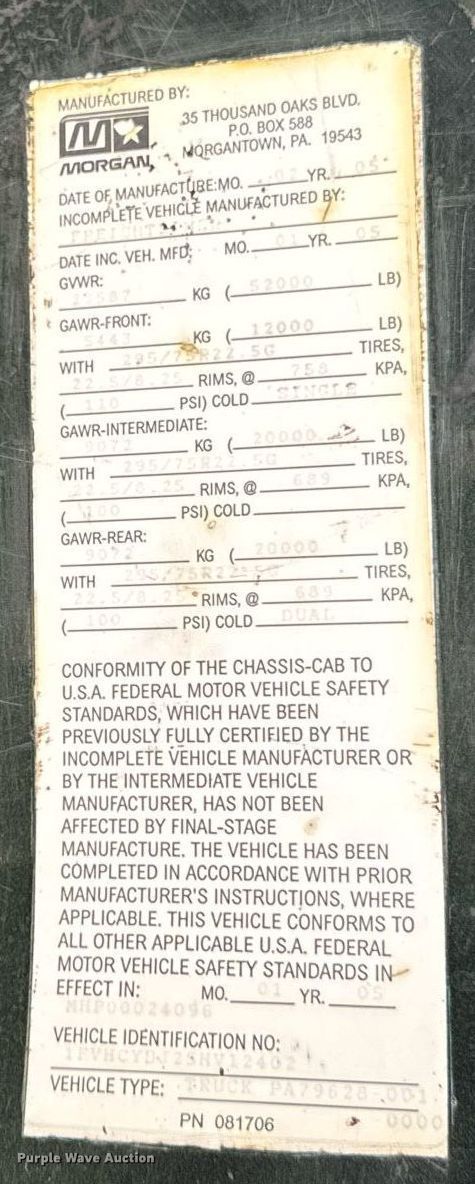 MANUFACTURED BY:
35 THOUSAND OAKS BLVD.
P.O. BOX 588
MORGANTOWN, PA. 19543
MORGAN
DATE OF MANUFACTURE: MO. 02 YR. 05
INCOMPLETE VEHICLE MANUFACTURED BY:
DATE INC. VEH. MFD: MO. 01 YR. 05
GVWR:
23587 KG (52000 LB)
GAWR-FRONT:
5443 KG (12000 LB)
WITH 295/75R22.5G TIRES,
22.5/8.25 RIMS, @ 758 KPA,
(110 PSI) COLD SINGLE
GAWR-INTERMEDIATE:
9072 KG (20000 LB)
WITH 295/75R22.5G TIRES,
22.5/8.25 RIMS, @ 689 KPA,
(100 PSI) COLD
GAWR-REAR:
9072 KG (20000 LB)
WITH 295/75R22.5G TIRES,
22.5/8.25 RIMS, @ 689 KPA,
(100 PSI) COLD DUAL
CONFORMITY OF THE CHASSIS-CAB TO
U.S.A. FEDERAL MOTOR VEHICLE SAFETY
STANDARDS, WHICH HAVE BEEN
PREVIOUSLY FULLY CERTIFIED BY THE
INCOMPLETE VEHICLE MANUFACTURER OR
BY THE INTERMEDIATE VEHICLE
MANUFACTURER, HAS NOT BEEN
AFFECTED BY FINAL-STAGE
MANUFACTURE. THE VEHICLE HAS BEEN
COMPLETED IN ACCORDANCE WITH PRIOR
MANUFACTURER'S INSTRUCTIONS, WHERE
APPLICABLE. THIS VEHICLE CONFORMS TO
ALL OTHER APPLICABLE U.S.A. FEDERAL
MOTOR VEHICLE SAFETY STANDARDS IN
EFFECT IN: MO. 01 YR. 05
MHP00024096
VEHICLE IDENTIFICATION NO:
VEHICLE TYPE: TRUCK PA79628-001
0000
PN 081706
Purple Wave Auction